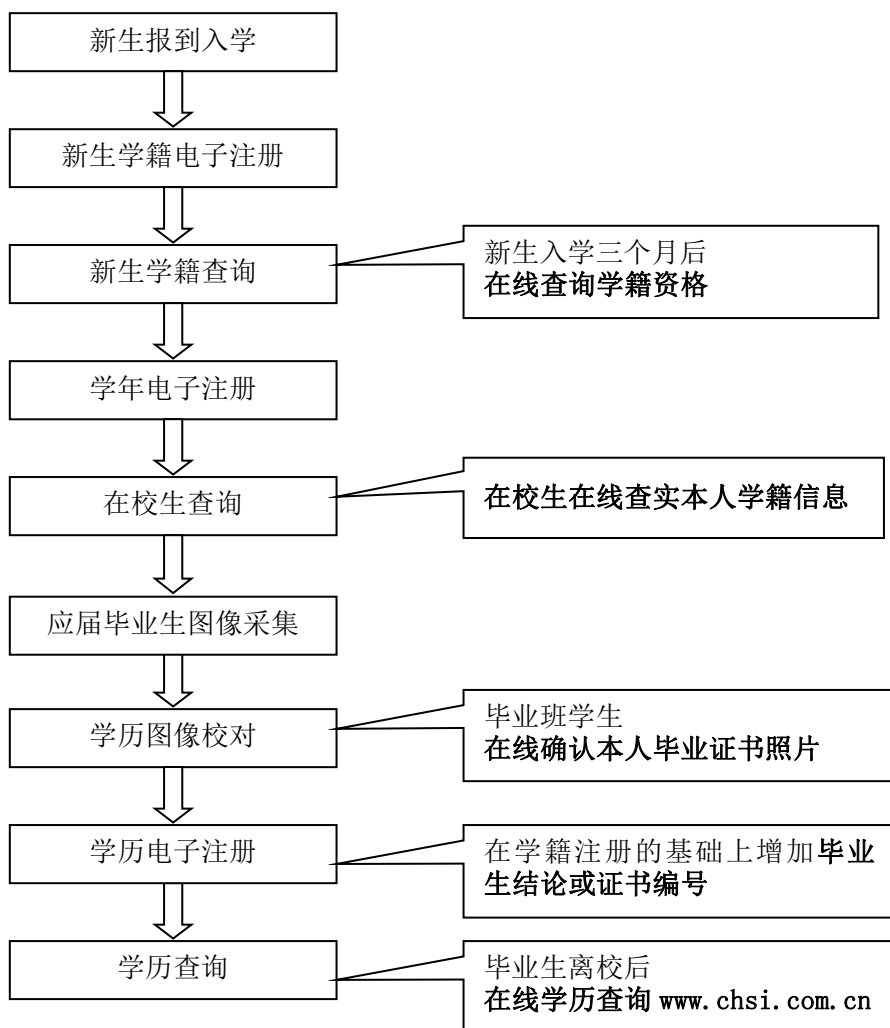 新生报到入学
新生学籍电子注册
新生学籍查询
新生入学三个月后
在线查询学籍资格
学年电子注册
在校生查询
在校生在线查实本人学籍信息
应届毕业生图像采集
学历图像校对
毕业班学生
在线确认本人毕业证书照片
学历电子注册
在学籍注册的基础上增加毕业
生结论或证书编号
学历查询
毕业生离校后
在线学历查询 www.chsi.com.cn